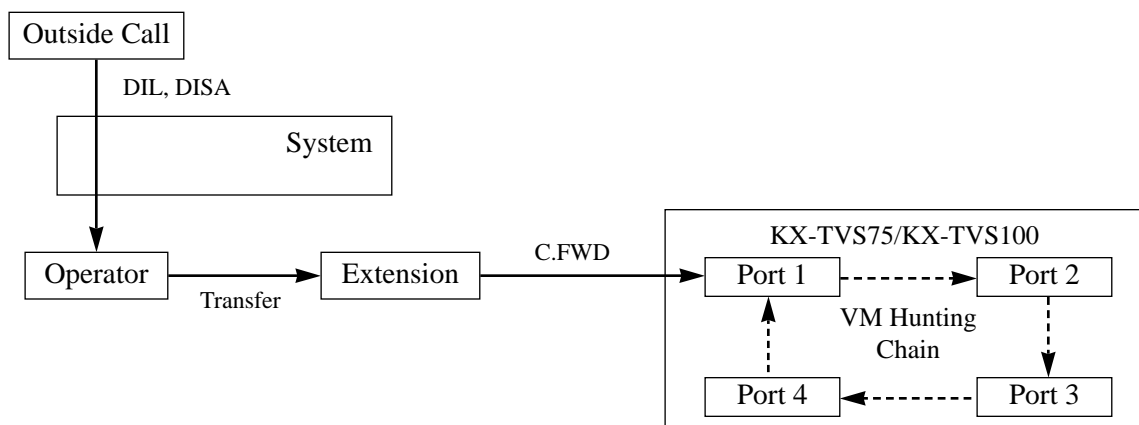 Outside Call
DIL, DISA
System
KX-TVS75/KX-TVS100
Operator
Transfer
Extension
C.FWD
Port 1
Port 2
VM Hunting
Chain
Port 4
Port 3